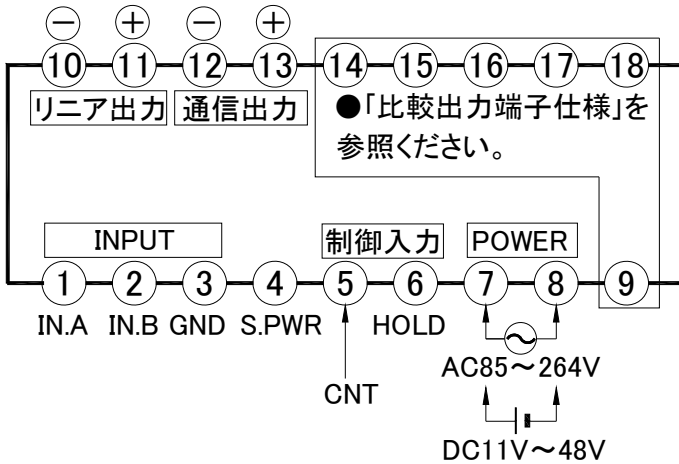 − + − +
10 11 12 13 14 15 16 17 18
リニア出力 通信出力 ●「比較出力端子仕様」を
参照ください。
INPUT 制御入力 POWER
1 2 3 4 5 6 7 8 9
IN.A IN.B GND S.PWR HOLD
AC85～264V
CNT
DC11V～48V